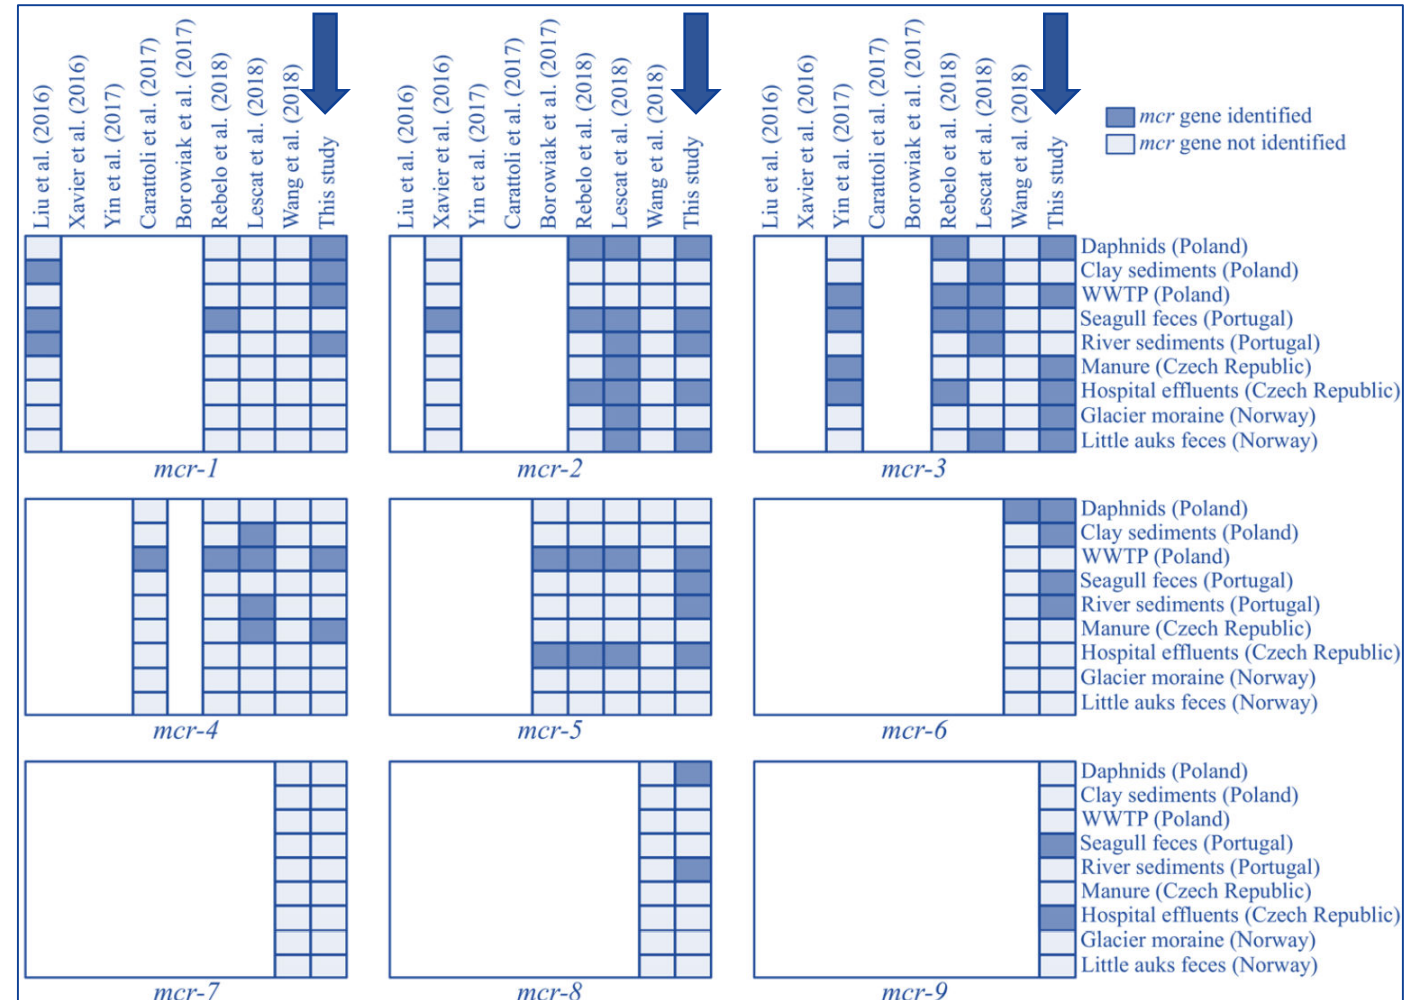 Liu et al. (2016)
Xavier et al. (2016)
Yin et al. (2017)
Carattoli et al. (2017)
Borowiak et al. (2017)
Rebelo et al. (2018)
Lescat et al. (2018)
Wang et al. (2018)
This study
Liu et al. (2016)
Xavier et al. (2016)
Yin et al. (2017)
Carattoli et al. (2017)
Borowiak et al. (2017)
Rebelo et al. (2018)
Lescat et al. (2018)
Wang et al. (2018)
This study
Liu et al. (2016)
Xavier et al. (2016)
Yin et al. (2017)
Carattoli et al. (2017)
Borowiak et al. (2017)
Rebelo et al. (2018)
Lescat et al. (2018)
Wang et al. (2018)
This study
mcr gene identified
mcr gene not identified
Daphnids (Poland)
Clay sediments (Poland)
WWTP (Poland)
Seagull feces (Portugal)
River sediments (Portugal)
Manure (Czech Republic)
Hospital effluents (Czech Republic)
Glacier moraine (Norway)
Little auks feces (Norway)
mcr-1
mcr-2
mcr-3
Daphnids (Poland)
Clay sediments (Poland)
WWTP (Poland)
Seagull feces (Portugal)
River sediments (Portugal)
Manure (Czech Republic)
Hospital effluents (Czech Republic)
Glacier moraine (Norway)
Little auks feces (Norway)
mcr-4
mcr-5
mcr-6
Daphnids (Poland)
Clay sediments (Poland)
WWTP (Poland)
Seagull feces (Portugal)
River sediments (Portugal)
Manure (Czech Republic)
Hospital effluents (Czech Republic)
Glacier moraine (Norway)
Little auks feces (Norway)
mcr-7
mcr-8
mcr-9